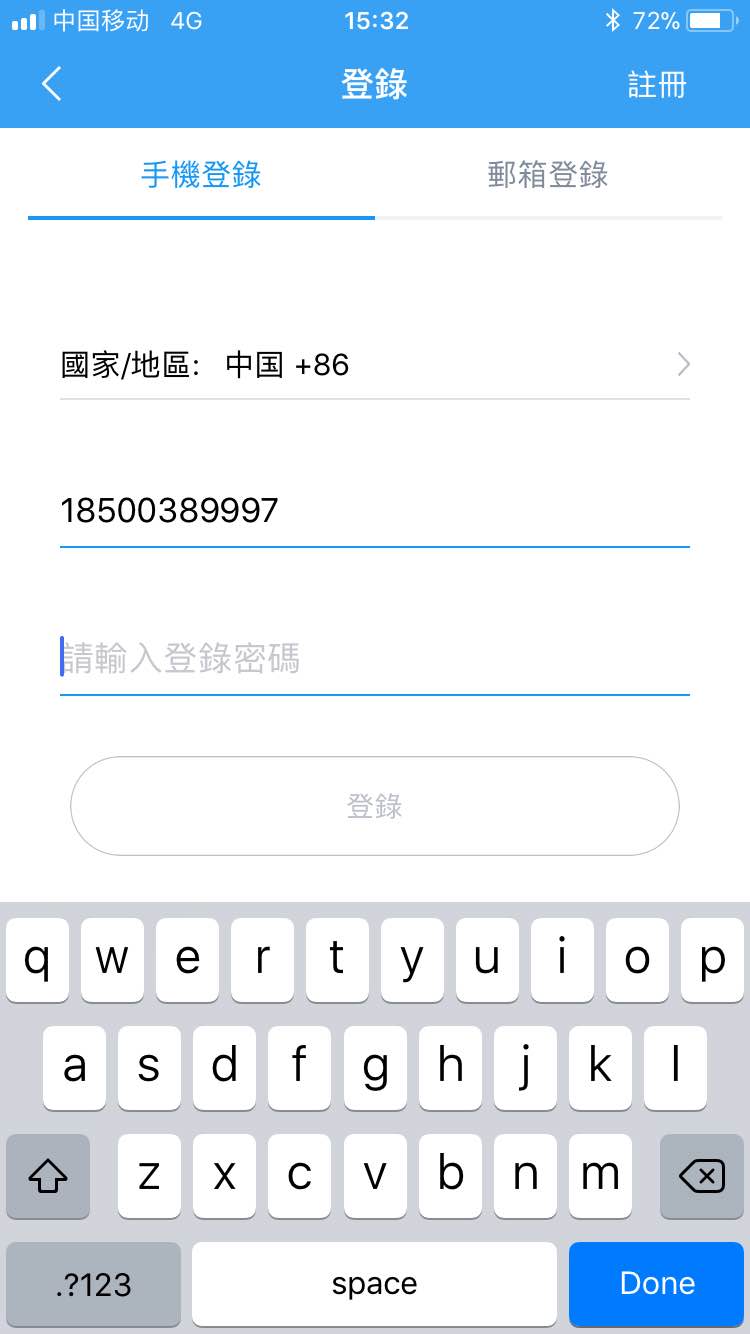 中国移动 4G 15:32 72%
登錄 註冊
手機登錄 郵箱登錄
國家/地區: 中国 +86
18500389997
請輸入登錄密碼
登錄
q w e r t y u i o p
a s d f g h j k l
z x c v b n m
.?123 space Done